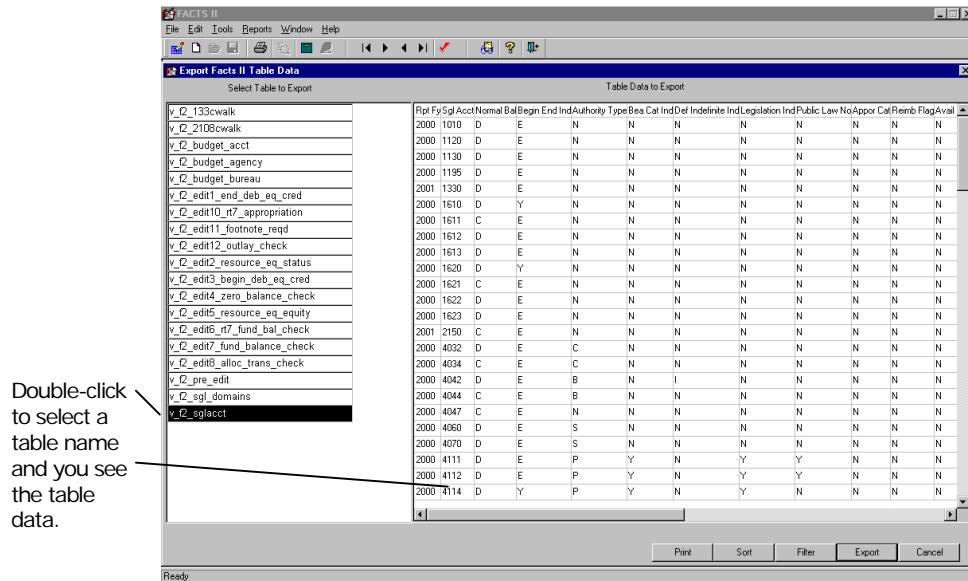 FACTS II
File Edit Tools Reports Window Help
Export Facts II Table Data
Select Table to Export
Table Data to Export
v_f2_133cwalk
v_f2_2108cwalk
v_f2_budget_acct
v_f2_budget_agency
v_f2_budget_bureau
v_f2_edit1_end_deb_eq_cred
v_f2_edit10_rt7_appropriation
v_f2_edit11_footnote_reqd
v_f2_edit12_outlay_check
v_f2_edit2_resource_eq_status
v_f2_edit3_begin_deb_eq_cred
v_f2_edit4_zero_balance_check
v_f2_edit5_resource_eq_equity
v_f2_edit6_rt7_fund_bal_check
v_f2_edit7_fund_balance_check
v_f2_edit8_alloc_trans_check
v_f2_pre_edit
v_f2_sgl_domains
v_f2_sglacct
Rpt Fy Sgl Acct Normal Bal Begin End Ind Authority Type Bea Cat Ind Def Indefinite Ind Legislation Ind Public Law No Appor Cat Reimb Flag Avail
2000 1010 D E N N N N N N N N
2000 1120 D E N N N N N N N N
2000 1130 D E N N N N N N N N
2000 1195 D E N N N N N N N N
2001 1330 D E N N N N N N N N
2000 1610 D Y N N N N N N N N
2000 1611 C E N N N N N N N N
2000 1612 D E N N N N N N N N
2000 1613 D E N N N N N N N N
2000 1620 D Y N N N N N N N N
2000 1621 C E N N N N N N N N
2000 1622 D E N N N N N N N N
2000 1623 D E N N N N N N N N
2001 2150 C E N N N N N N N N
2000 4032 D E C N N N N N N N
2000 4034 C E C N N N N N N N
2000 4042 D E B N I N N N N N
2000 4044 C E B N N N N N N N
2000 4047 C E N N N N N N N N
2000 4060 D E S N N N N N N N
2000 4070 D E S N N N N N N N
2000 4111 D E P Y N Y Y N N N
2000 4112 D E P Y N Y Y N N N
2000 4114 D Y P Y N Y N N N N
Double-click
to select a
table name
and you see
the table
data.
Print Sort Filter Export Cancel
Ready